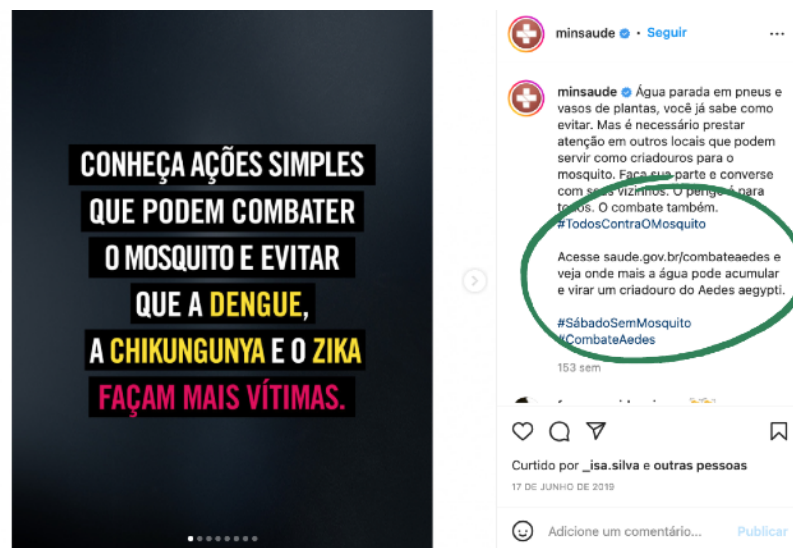 CONHEÇA AÇÕES SIMPLES
QUE PODEM COMBATER
O MOSQUITO E EVITAR
QUE A DENGUE,
A CHIKUNGUNYA E O ZIKA
FAÇAM MAIS VÍTIMAS.
minsaude • Seguir
minsaude Água parada em pneus e
vasos de plantas, você já sabe como
evitar. Mas é necessário prestar
atenção em outros locais que podem
servir como criadouros para o
mosquito. Faça sua parte e converse
com seus vizinhos. O perigo é para
todos. O combate também.
#TodosContraOMosquito
Acesse saude.gov.br/combateaedes e
veja onde mais a água pode acumular
e virar um criadouro do Aedes aegypti.
#SábadoSemMosquito
#CombateAedes
153 sem
Curtido por _isa.silva e outras pessoas
17 DE JUNHO DE 2019
Adicione um comentário... Publicar